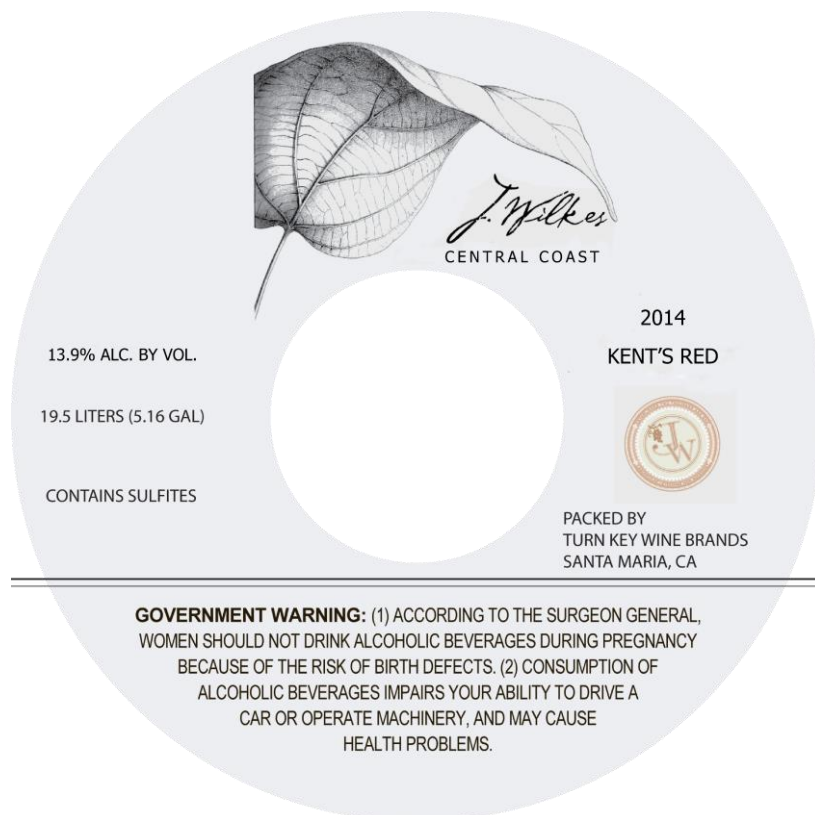 J. Wilkes
CENTRAL COAST
2014
KENT'S RED
13.9% ALC. BY VOL.
19.5 LITERS (5.16 GAL)
CONTAINS SULFITES
JW
PACKED BY
TURN KEY WINE BRANDS
SANTA MARIA, CA
GOVERNMENT WARNING: (1) ACCORDING TO THE SURGEON GENERAL,
WOMEN SHOULD NOT DRINK ALCOHOLIC BEVERAGES DURING PREGNANCY
BECAUSE OF THE RISK OF BIRTH DEFECTS. (2) CONSUMPTION OF
ALCOHOLIC BEVERAGES IMPAIRS YOUR ABILITY TO DRIVE A
CAR OR OPERATE MACHINERY, AND MAY CAUSE
HEALTH PROBLEMS.